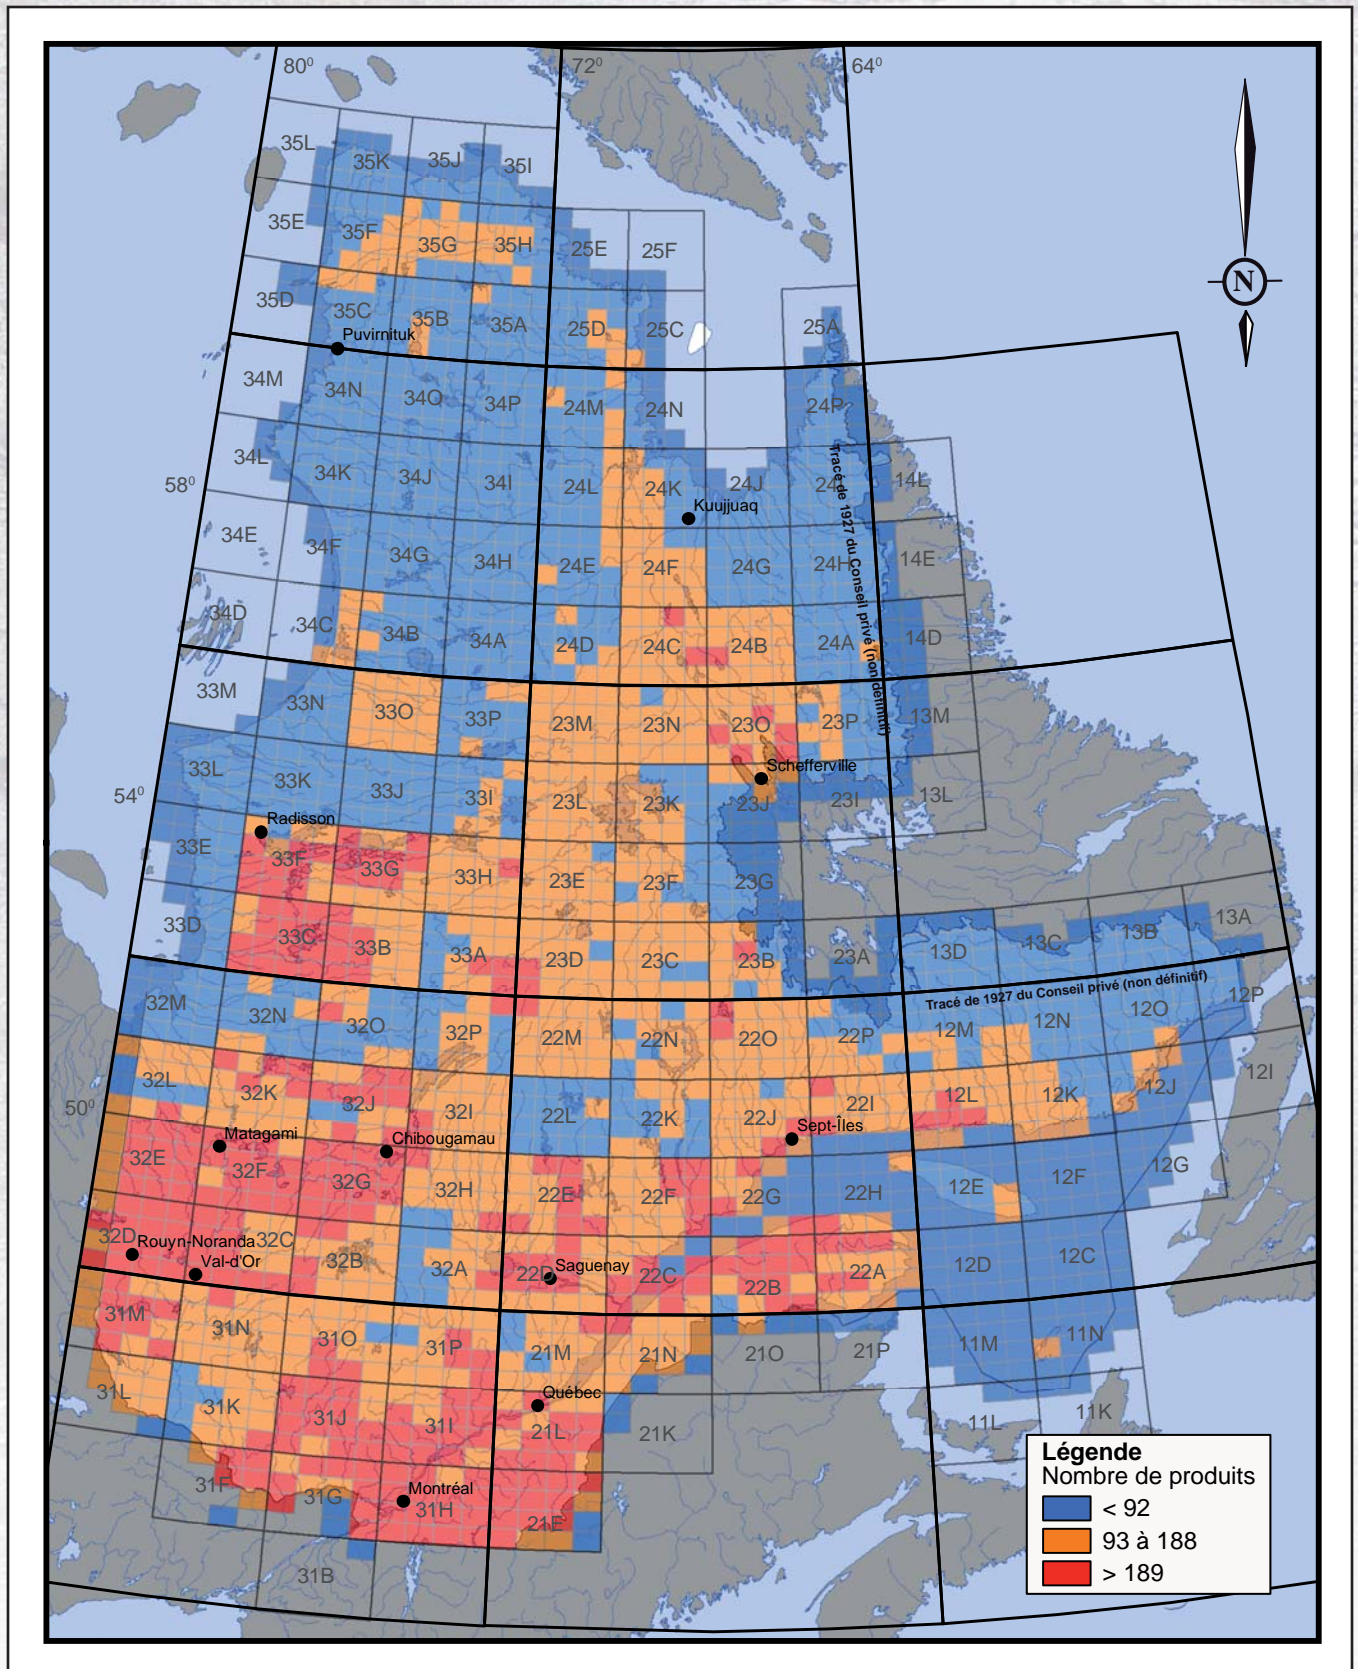 80⁰
72⁰
64⁰
35L
35K
35J
35I
35E
35F
35G
35H
25E
25F
N
35D
35C
35B
35A
25D
25C
25A
Puvirnituk
34M
34N
34O
34P
24M
24N
24P
34L
34K
34J
34I
24L
24K
24J
24I
14L
58⁰
Kuujjuaq
34E
34F
34G
34H
24E
24F
24G
24H
14E
Tracé de 1927 du Conseil privé (non définitif)
34D
34C
34B
34A
24D
24C
24B
24A
14D
33M
33N
33O
33P
23M
23N
23O
23P
13M
Schefferville
33L
33K
33J
33I
23L
23K
23J
23I
13L
54⁰
Radisson
33E
33F
33G
33H
23E
23F
23G
33D
33C
33B
33A
23D
23C
23B
23A
13D
13C
13B
13A
Tracé de 1927 du Conseil privé (non définitif)
32M
32N
32O
32P
22M
22N
22O
22P
12M
12N
12O
12P
32L
32K
32J
32I
22L
22K
22J
22I
12L
12K
12J
12I
50⁰
Matagami
Chibougamau
Sept-Îles
32E
32F
32G
32H
22E
22F
22G
22H
12E
12F
12G
32D
Rouyn-Noranda
32C
Val-d'Or
32B
32A
22D
Saguenay
22C
22B
22A
12D
12C
31M
31N
31O
31P
21M
21N
21O
21P
11M
11N
31L
31K
31J
31I
Québec
21L
21K
11L
11K
31F
31G
Montréal
31H
21E
31B
Légende
Nombre de produits
< 92
93 à 188
> 189